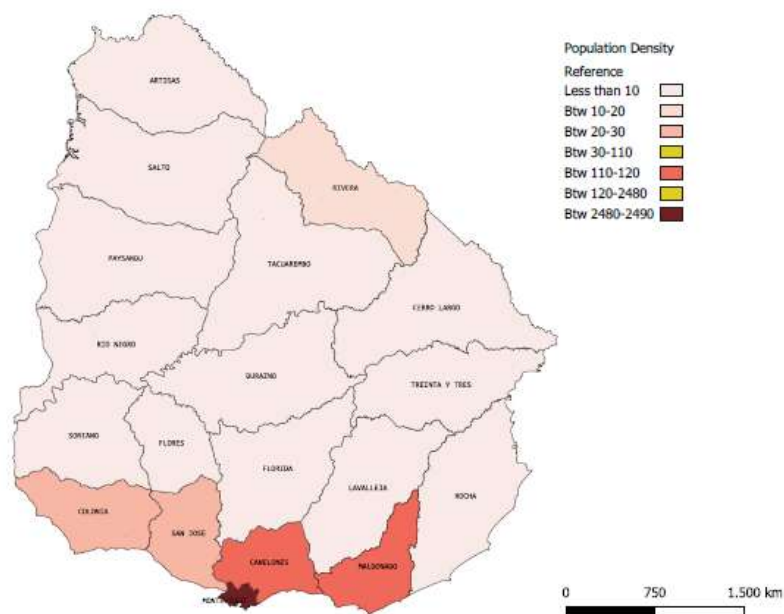 Population Density
Reference
Less than 10
Btw 10-20
Btw 20-30
Btw 30-110
Btw 110-120
Btw 120-2480
Btw 2480-2490
ARTIGAS
SALTO
RIVERA
PAYSANDU
TACUAREMBO
CERRO LARGO
RIO NEGRO
DURAZNO
TREINTA Y TRES
SORIANO
FLORES
FLORIDA
LAVALLEJA
ROCHA
COLONIA
SAN JOSE
CANELONES
MALDONADO
0 750 1.500 km